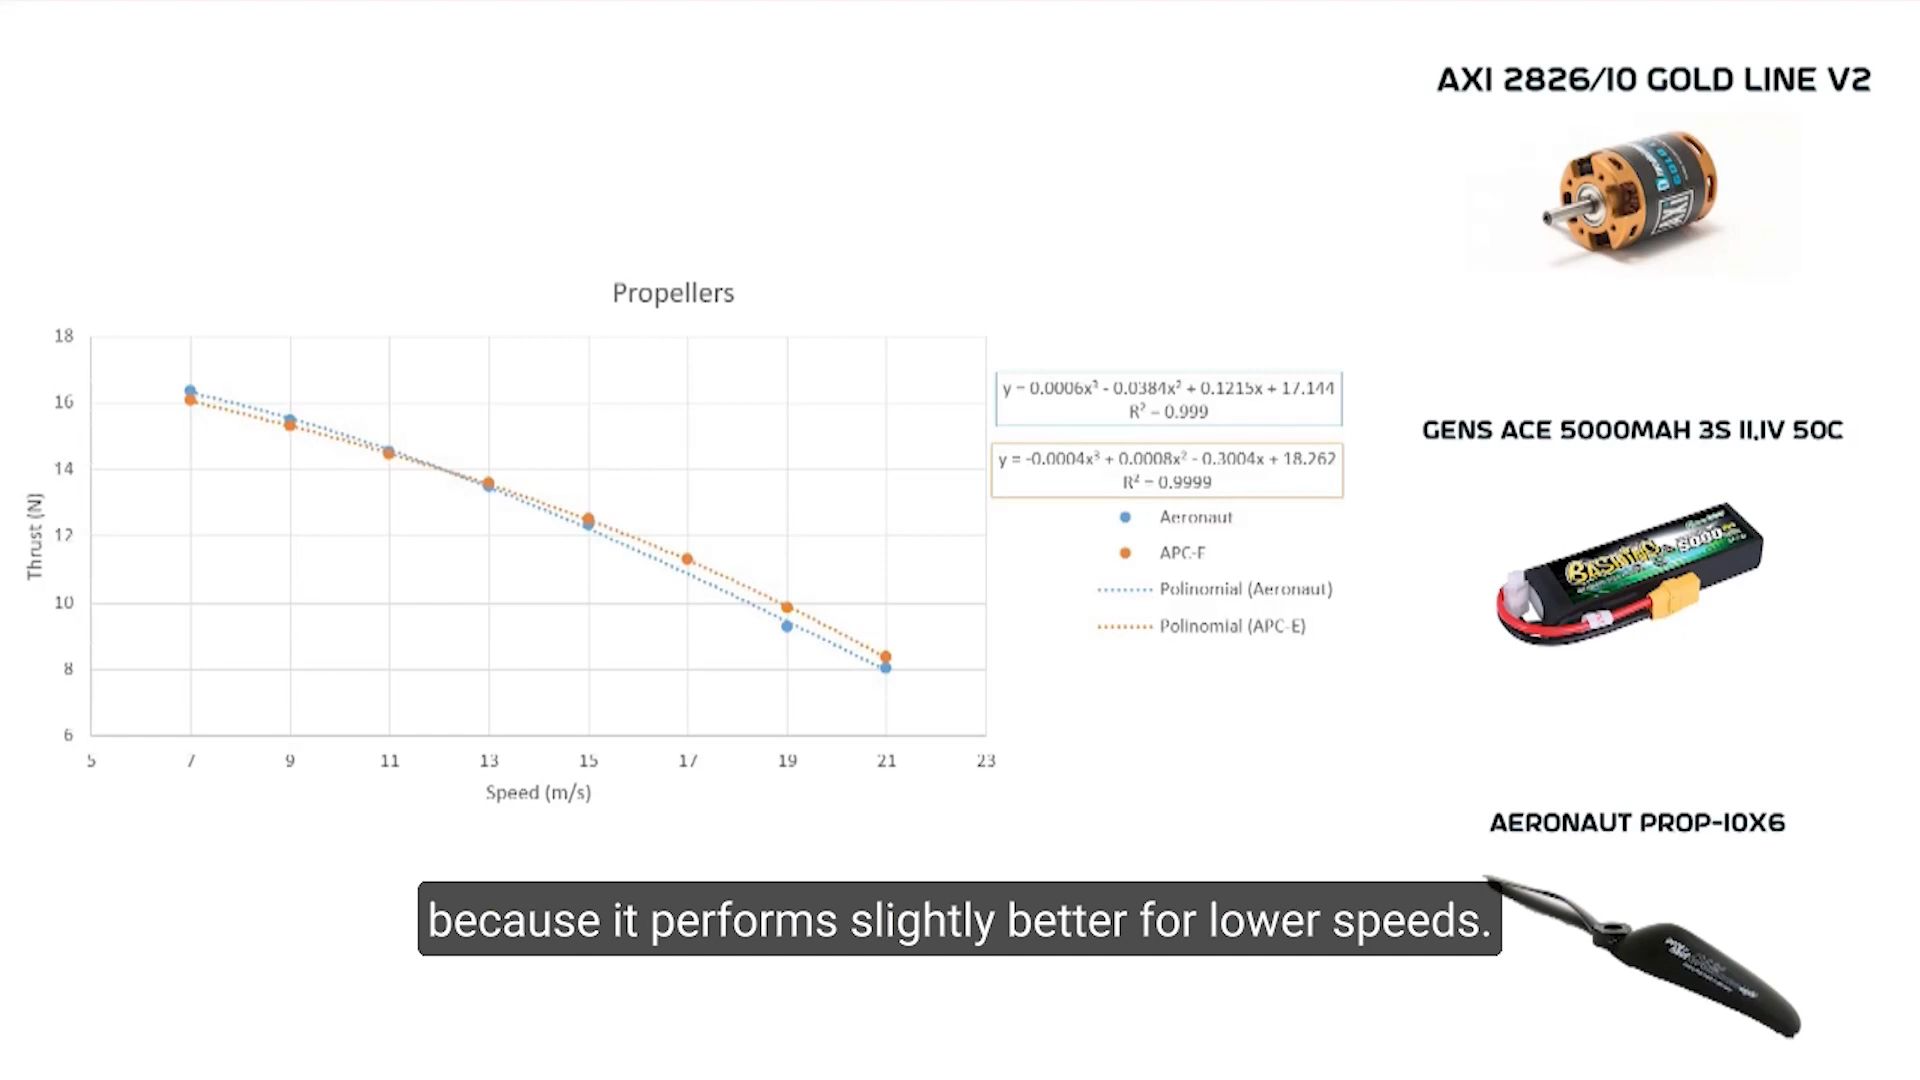 AXI 2826/10 GOLD LINE V2
Propellers
18
16
14
12
10
8
6
Thrust (N)
5 7 9 11 13 15 17 19 21 23
Speed (m/s)
y = 0.0006x³ - 0.0384x² + 0.1215x + 17.144
R² = 0.999
y = -0.0004x³ + 0.0008x² - 0.3004x + 18.262
R² = 0.9999
Aeronaut
APC-E
Polinomial (Aeronaut)
Polinomial (APC-E)
GENS ACE 5000MAH 3S 11,1V 50C
BASHING
5000
AERONAUT PROP-10X6
because it performs slightly better for lower speeds.